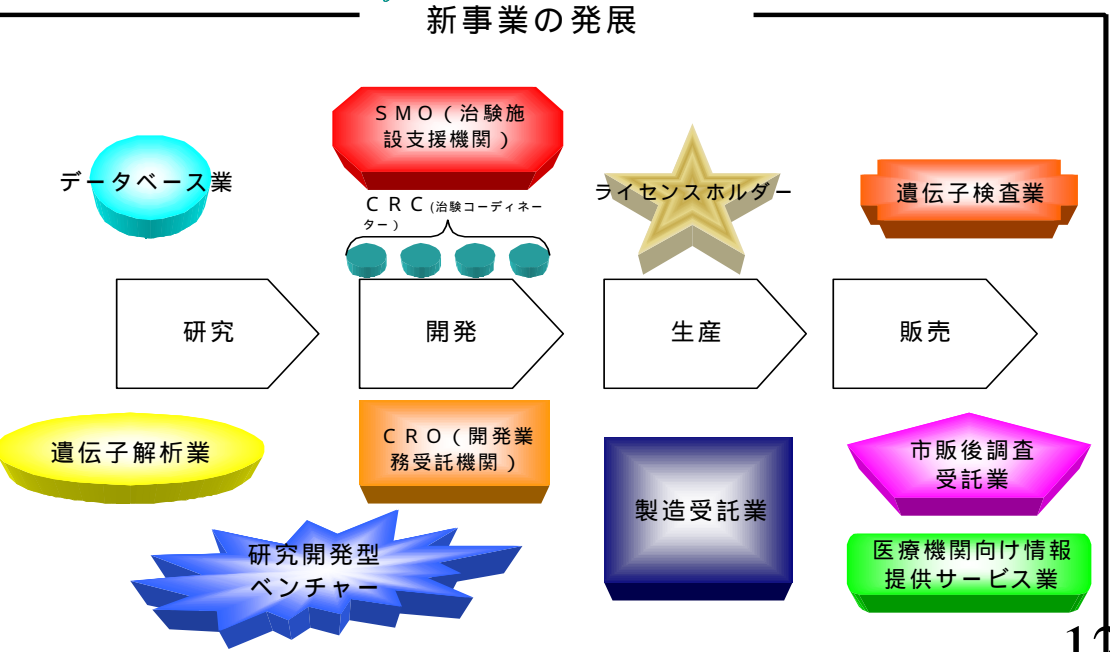 新事業の発展
SMO(治験施
設支援機関)
データベース業
CRC(治験コーディネー
ター)
ライセンスホルダー
遺伝子検査業
研究
開発
生産
販売
遺伝子解析業
CRO(開発業
務受託機関)
製造受託業
市販後調査
受託業
研究開発型
ベンチャー
医療機関向け情報
提供サービス業